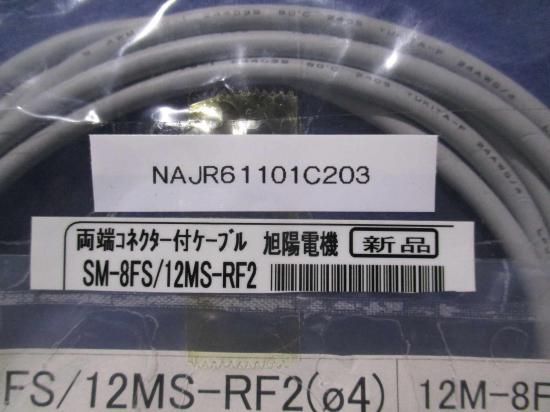 NAJR61101C203
両端コネクター付ケーブル 旭陽電機 新品
SM-8FS/12MS-RF2
FS/12MS-RF2(ø4) 12M-8F